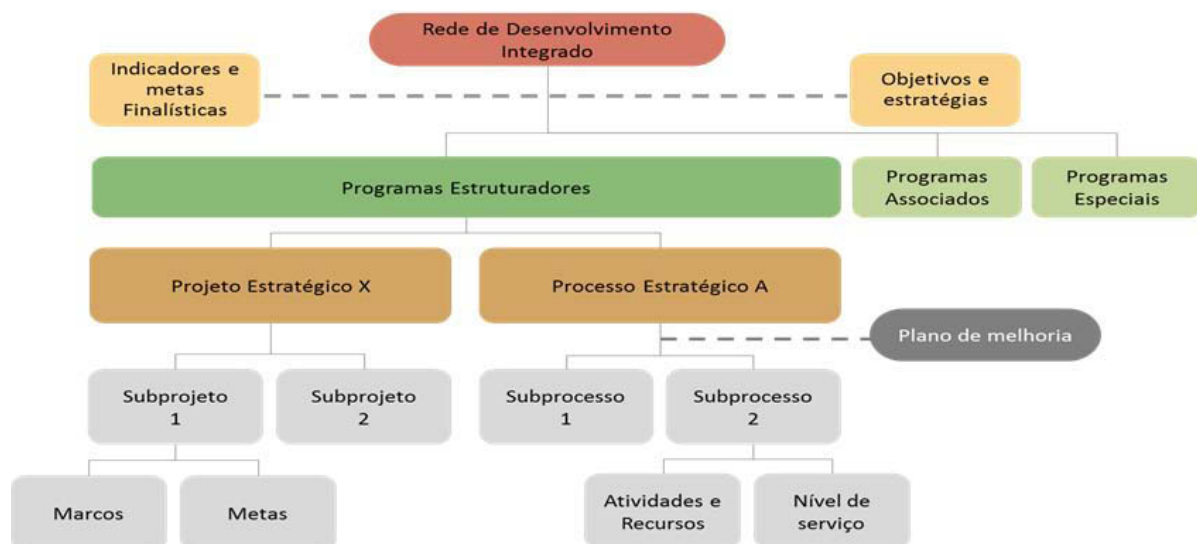 Rede de Desenvolvimento
Integrado
Indicadores e
metas
Finalísticas
Objetivos e
estratégias
Programas Estruturadores
Programas
Associados
Programas
Especiais
Projeto Estratégico X
Processo Estratégico A
Plano de melhoria
Subprojeto
1
Subprojeto
2
Subprocesso
1
Subprocesso
2
Marcos
Metas
Atividades e
Recursos
Nível de
serviço